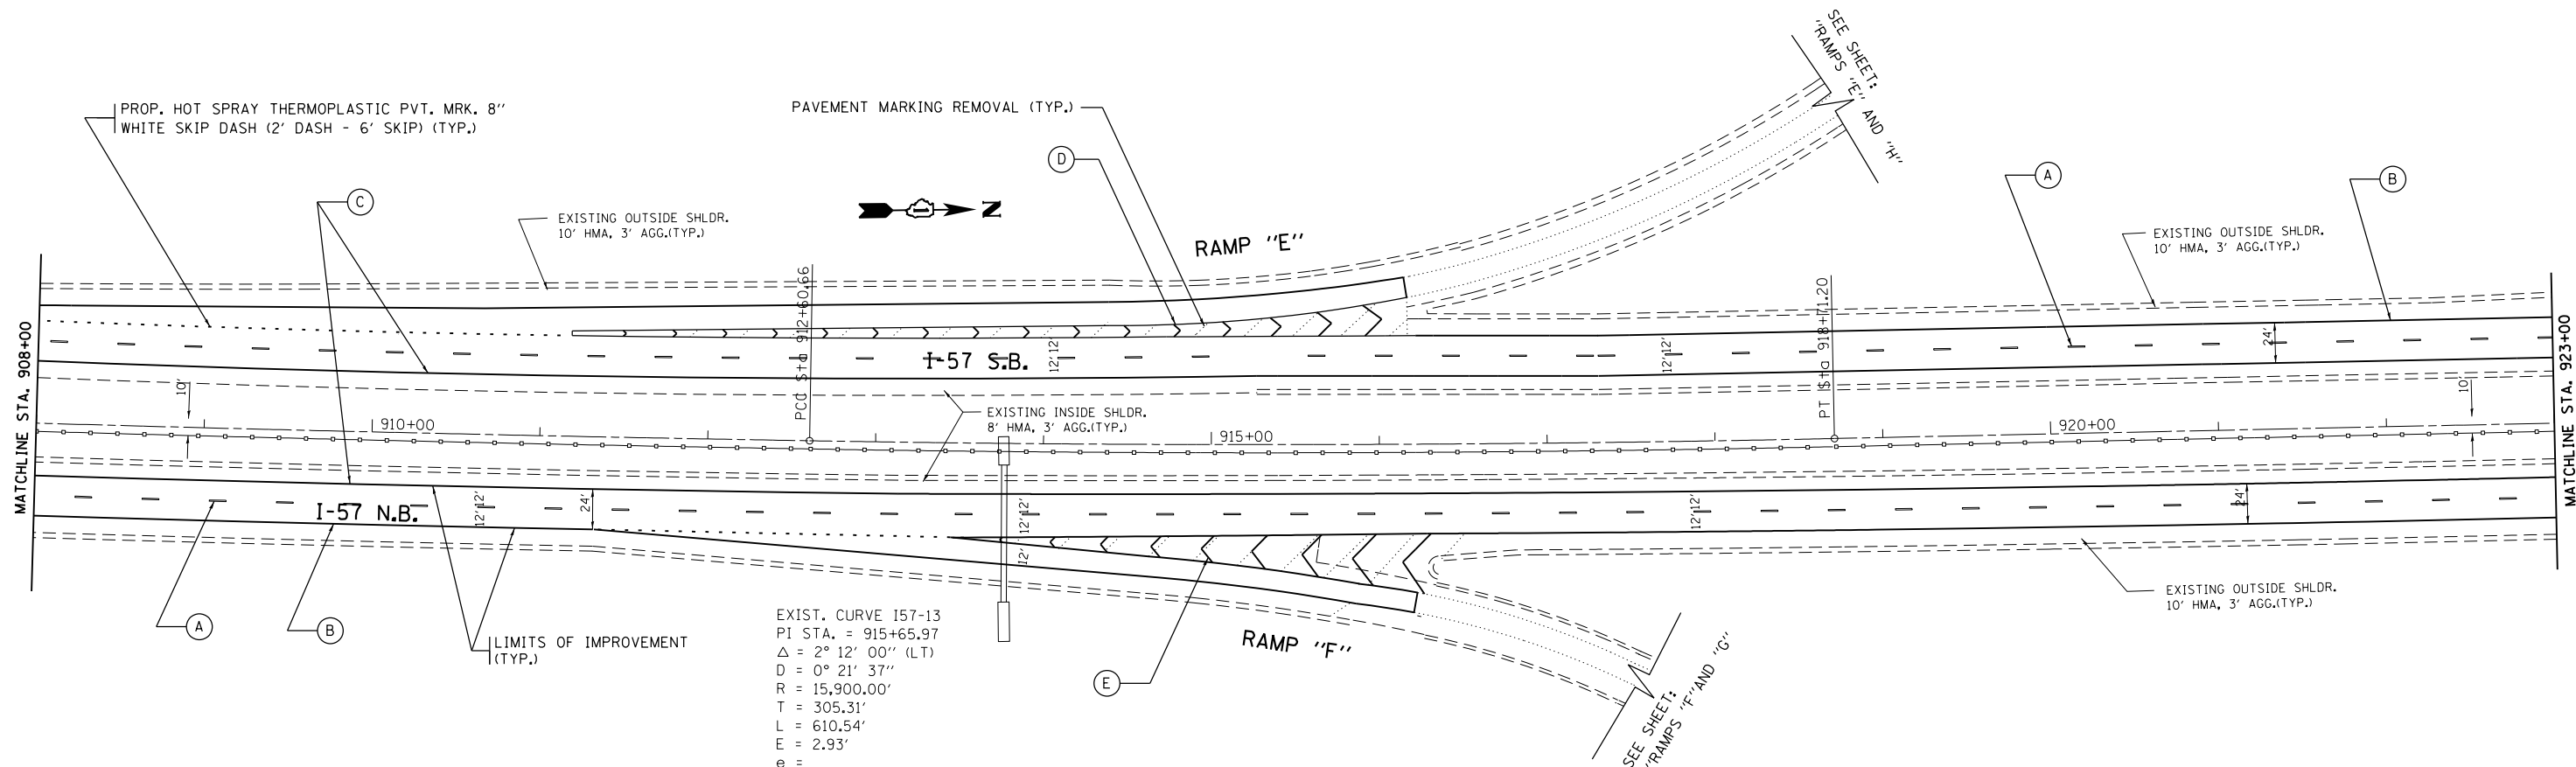 SEE SHEET:
"RAMPS "E" AND "H"
PROP. HOT SPRAY THERMOPLASTIC PVT. MRK. 8"
WHITE SKIP DASH (2' DASH - 6' SKIP) (TYP.)
PAVEMENT MARKING REMOVAL (TYP.)
D
A
B
C
EXISTING OUTSIDE SHLDR.
10' HMA, 3' AGG.(TYP.)
N
RAMP "E"
EXISTING OUTSIDE SHLDR.
10' HMA, 3' AGG.(TYP.)
MATCHLINE STA. 908+00
PCC Sta 912+60.66
I-57 S.B.
12' 12'
PT Sta 918+71.20
12' 12'
24'
MATCHLINE STA. 923+00
10'
10'
EXISTING INSIDE SHLDR.
8' HMA, 3' AGG.(TYP.)
910+00
915+00
920+00
I-57 N.B.
12' 12'
24'
12' 12'
12'
12' 12'
24'
EXISTING OUTSIDE SHLDR.
10' HMA, 3' AGG.(TYP.)
A
B
LIMITS OF IMPROVEMENT
(TYP.)
EXIST. CURVE I57-13
PI STA. = 915+65.97
Δ = 2° 12' 00" (LT)
D = 0° 21' 37"
R = 15,900.00'
T = 305.31'
L = 610.54'
E = 2.93'
e =
E
RAMP "F"
SEE SHEET:
"RAMPS "F"AND "G"